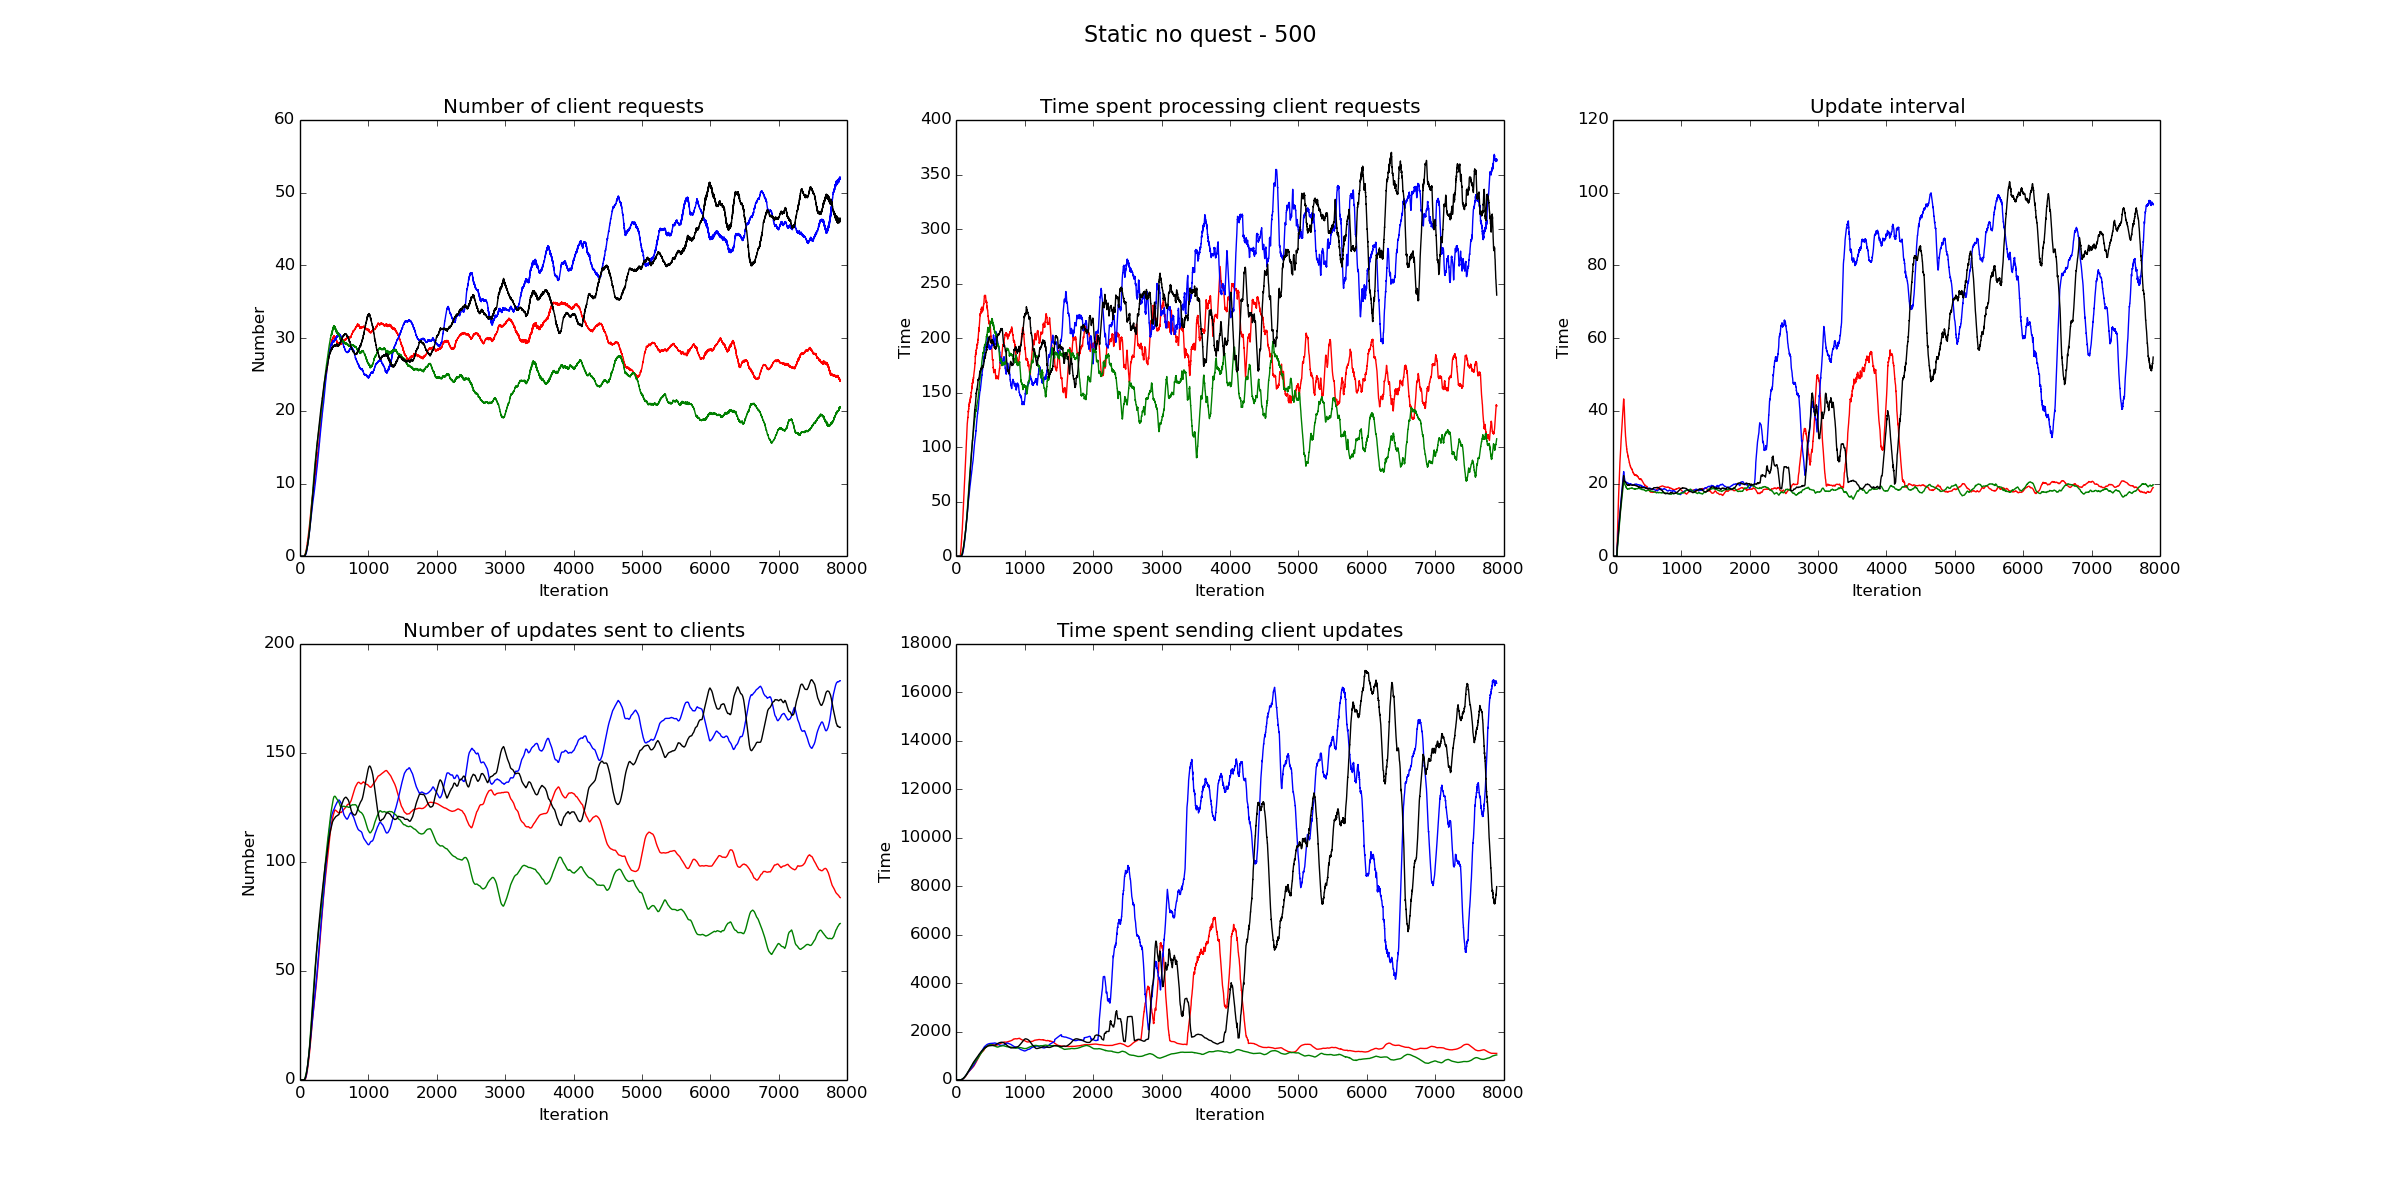 Static no quest - 500
Number of client requests
60
50
40
30
20
10
0
Number
0 1000 2000 3000 4000 5000 6000 7000 8000
Iteration
Time spent processing client requests
400
350
300
250
200
150
100
50
0
Time
0 1000 2000 3000 4000 5000 6000 7000 8000
Iteration
Update interval
120
100
80
60
40
20
0
Time
0 1000 2000 3000 4000 5000 6000 7000 8000
Iteration
Number of updates sent to clients
200
150
100
50
0
Number
0 1000 2000 3000 4000 5000 6000 7000 8000
Iteration
Time spent sending client updates
18000
16000
14000
12000
10000
8000
6000
4000
2000
0
Time
0 1000 2000 3000 4000 5000 6000 7000 8000
Iteration